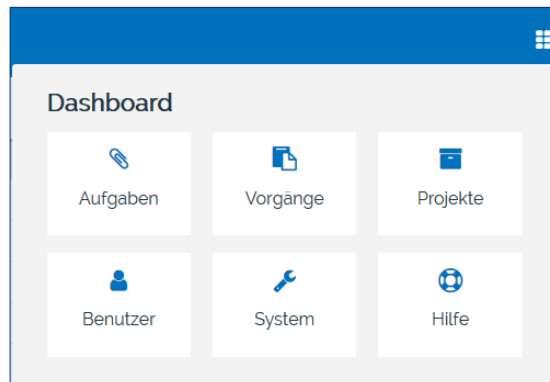 Dashboard
Aufgaben
Vorgänge
Projekte
Benutzer
System
Hilfe